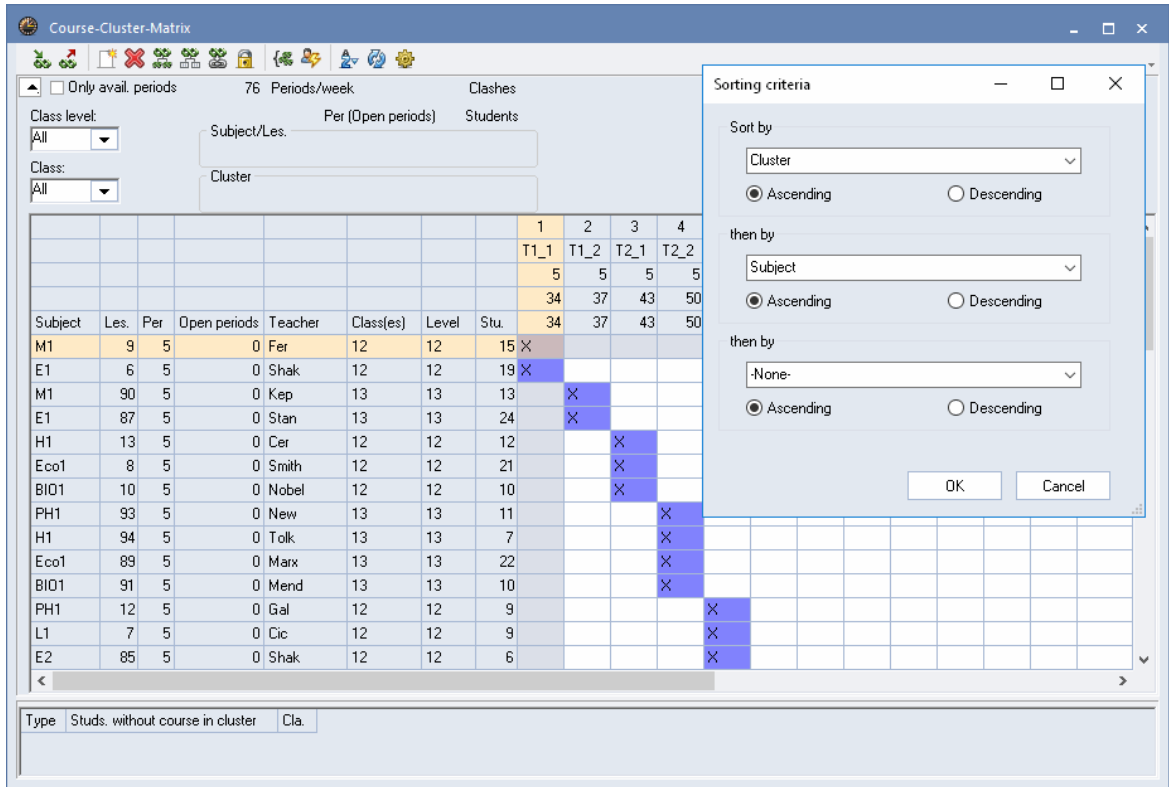 Course-Cluster-Matrix
Only avail. periods 76 Periods/week Clashes
Class level: Per (Open periods) Students
All Subject/Les.
Class: Cluster
All
1 2 3 4
T1_1 T1_2 T2_1 T2_2
5 5 5 5
34 37 43 50
Subject Les. Per Open periods Teacher Class(es) Level Stu. 34 37 43 50
M1 9 5 0 Fer 12 12 15 X
E1 6 5 0 Shak 12 12 19 X
M1 90 5 0 Kep 13 13 13 X
E1 87 5 0 Stan 13 13 24 X
H1 13 5 0 Cer 12 12 12 X
Eco1 8 5 0 Smith 12 12 21 X
BIO1 10 5 0 Nobel 12 12 10 X
PH1 93 5 0 New 13 13 11 X
H1 94 5 0 Tolk 13 13 7 X
Eco1 89 5 0 Marx 13 13 22 X
BIO1 91 5 0 Mend 13 13 10 X
PH1 12 5 0 Gal 12 12 9 X
L1 7 5 0 Cic 12 12 9 X
E2 85 5 0 Shak 12 12 6 X
Type Studs. without course in cluster Cla.
Sorting criteria
Sort by
Cluster
Ascending Descending
then by
Subject
Ascending Descending
then by
-None-
Ascending Descending
OK Cancel